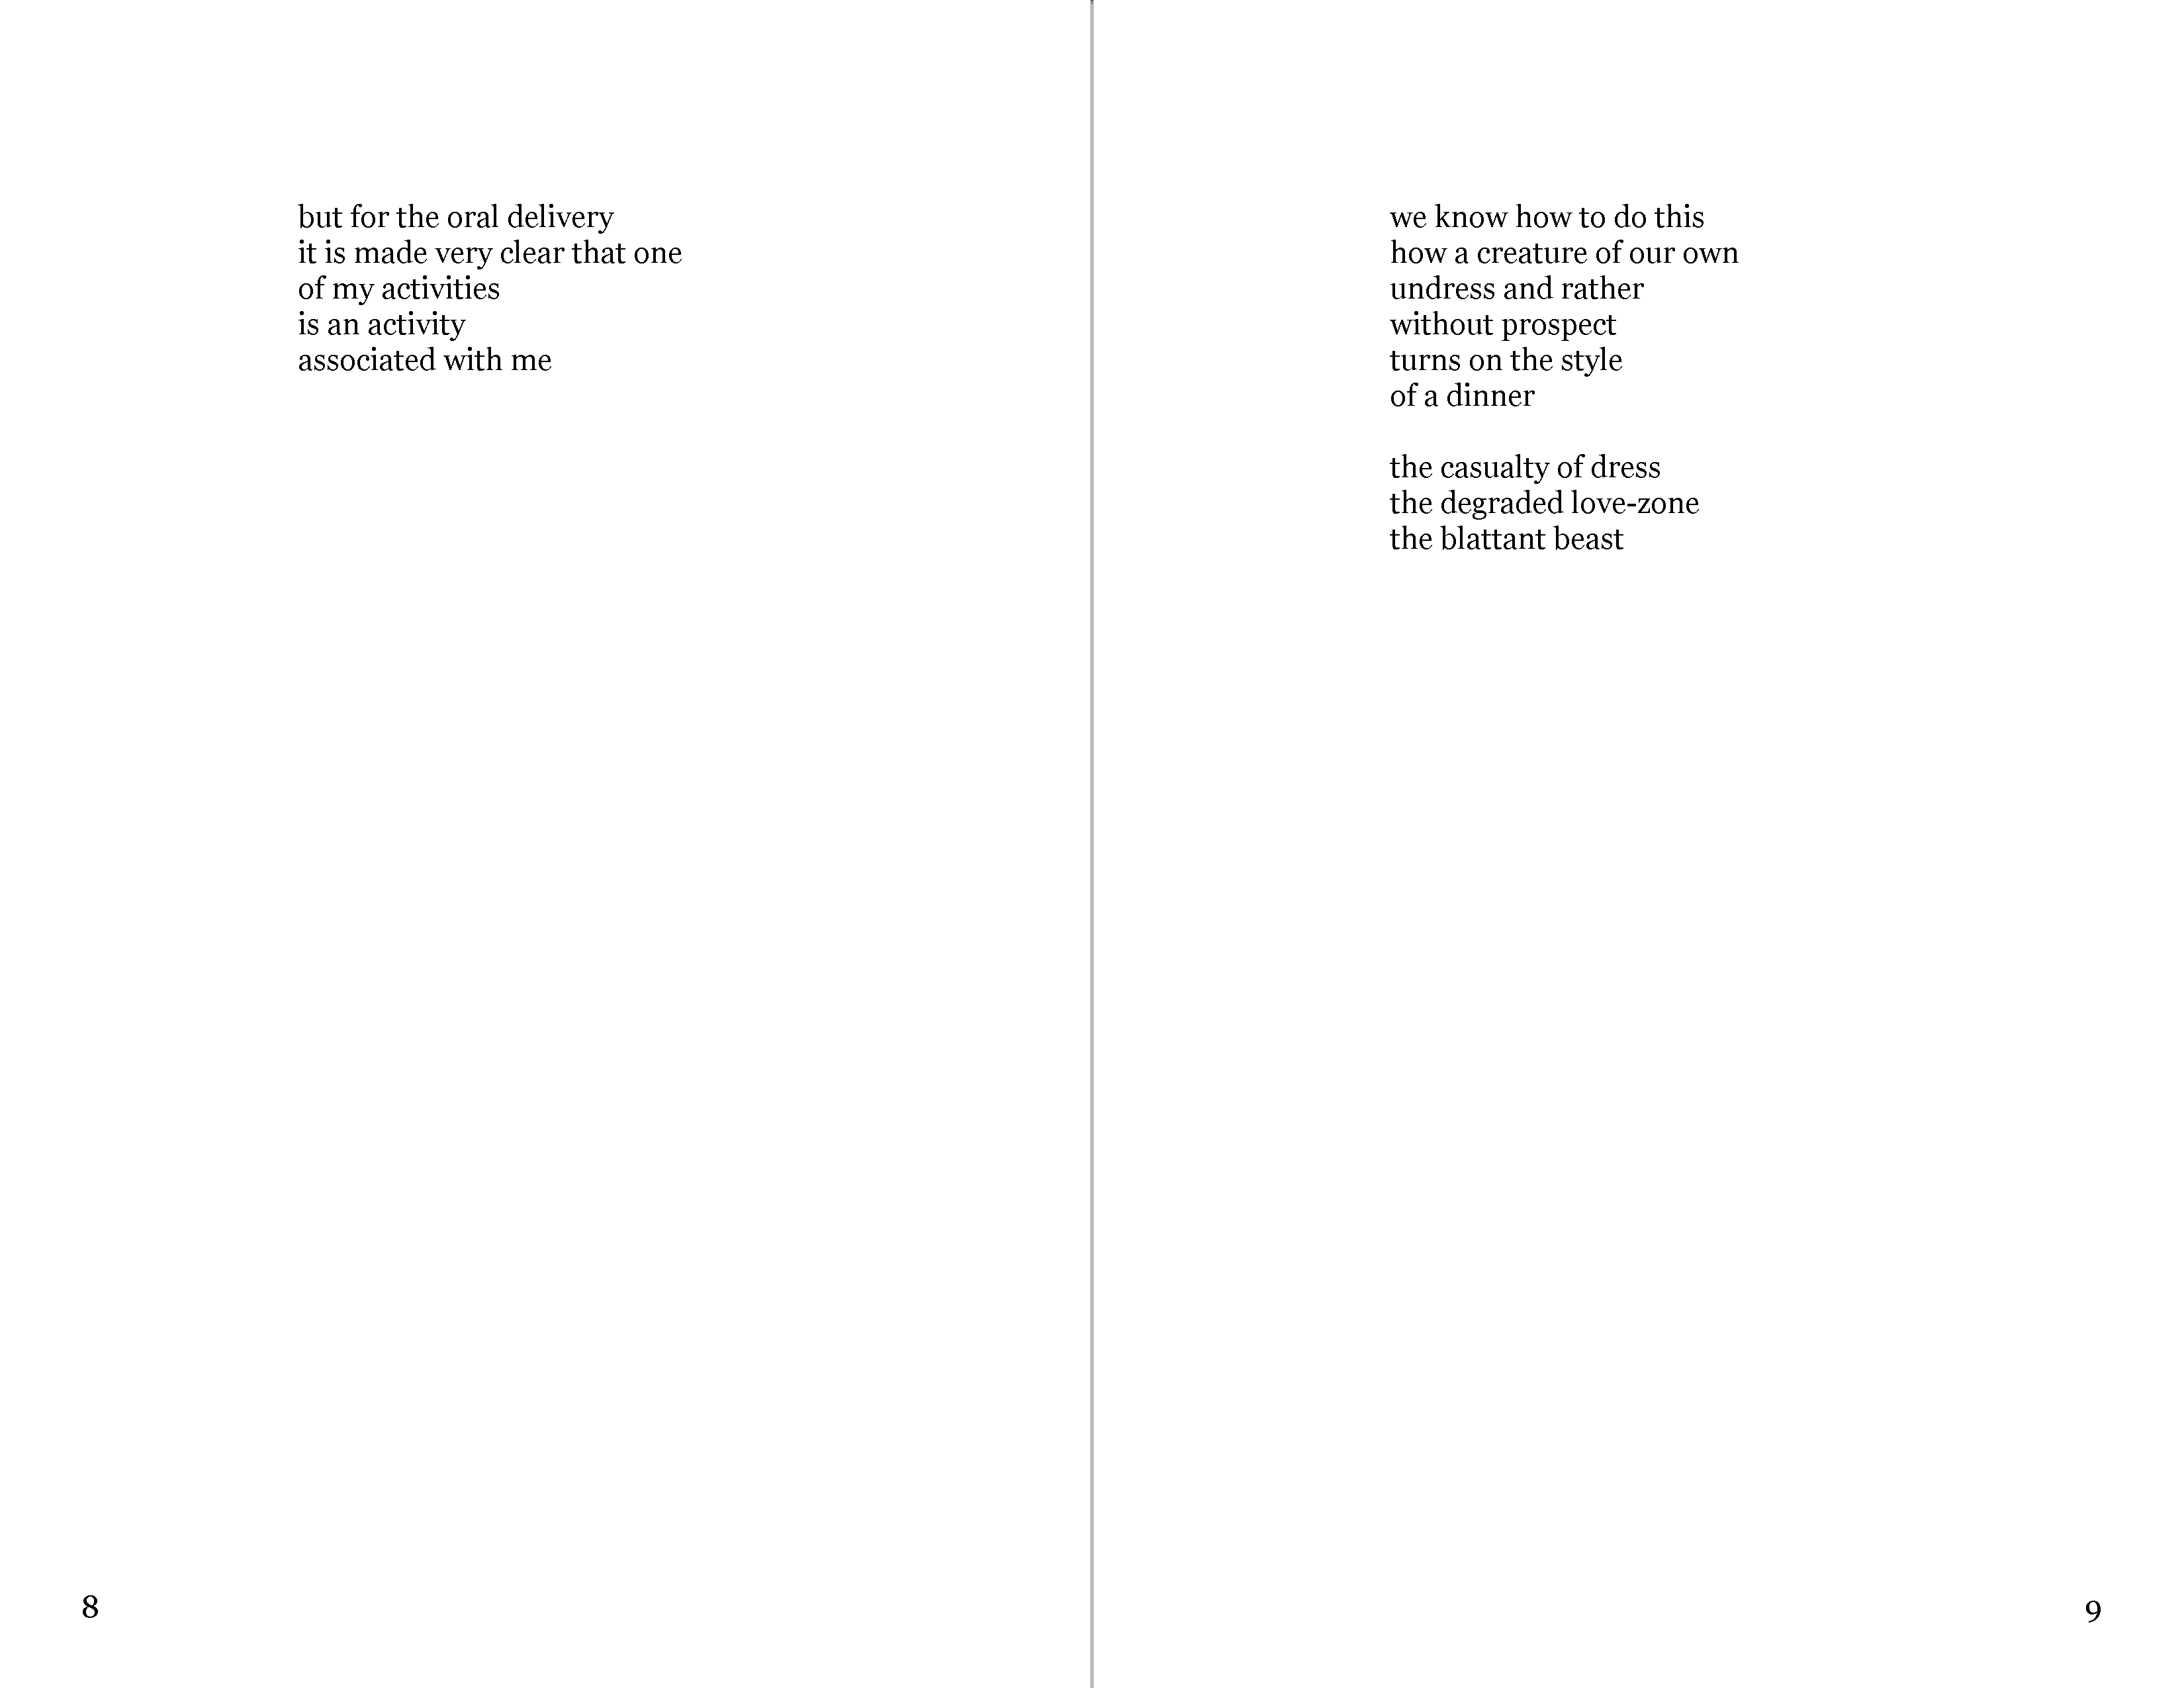 but for the oral delivery
it is made very clear that one
of my activities
is an activity
associated with me
8
we know how to do this
how a creature of our own
undress and rather
without prospect
turns on the style
of a dinner
the casualty of dress
the degraded love-zone
the blattant beast
9